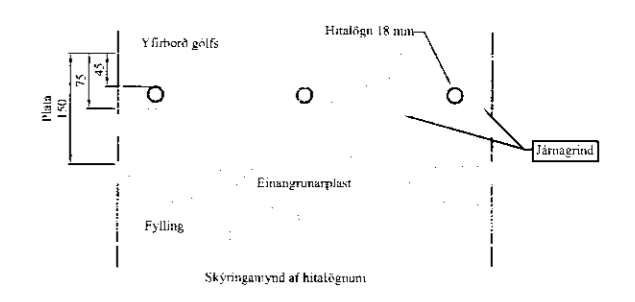 Hitalögn 18 mm
Yfirborð gólfs
45
75
Plata
150
Járnagrind
Einangrunarplast
Fylling
Skýringamynd af hitalögnum